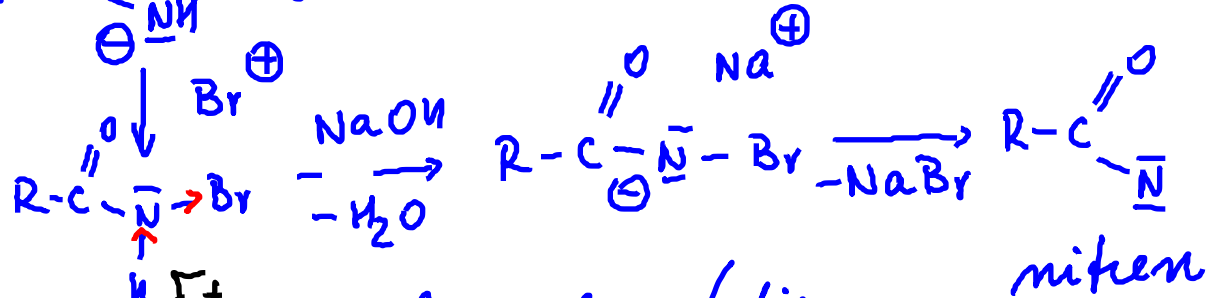 ⊖ N̲H
Br⊕
O Na⊕ O
NaOH
R-C-N-Br → R-C-N̲-Br → R-C
O ⊖ -NaBr N̲
-H₂O
H δ+ nitren